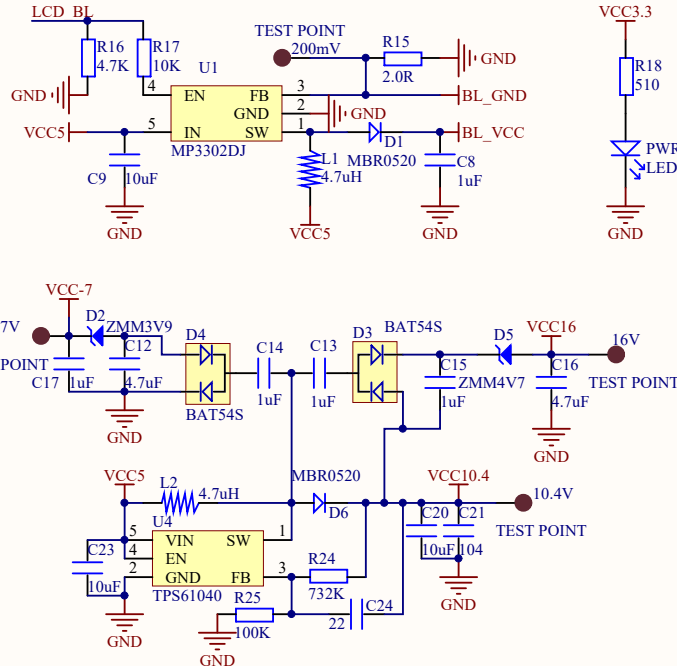 LCD_BL
R16
4.7K
R17
10K
U1
TEST POINT
200mV
R15
2.0R
GND
VCC3.3
R18
510
GND
4
EN
FB
3
BL_GND
GND
2
GND
VCC5
5
IN
SW
1
D1
BL_VCC
MP3302DJ
MBR0520
C9
10uF
L1
4.7uH
C8
1uF
PWR
LED
GND
VCC5
GND
GND
VCC-7
7V
D2
ZMM3V9
D4
D3
BAT54S
D5
VCC16
16V
POINT
C12
C14
C13
C15
C16
TEST POINT
C17
1uF
4.7uF
1uF
1uF
1uF
ZMM4V7
4.7uF
BAT54S
GND
GND
VCC5
L2
4.7uH
MBR0520
VCC10.4
10.4V
D6
TEST POINT
U4
C20
C21
C23
5
VIN
SW
1
4
EN
2
GND
FB
3
R24
10uF
104
10uF
TPS61040
732K
R25
100K
C24
22
GND
GND
GND